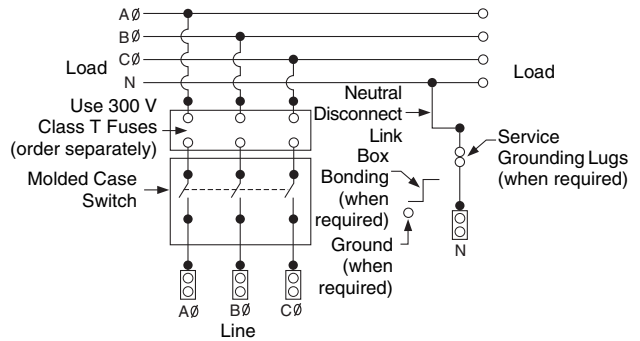 AØ
BØ
CØ
Load
N
Load
Use 300 V
Class T Fuses
(order separately)
Molded Case
Switch
Neutral
Disconnect
Link
Service
Grounding Lugs
(when required)
Box
Bonding
(when
required)
Ground
(when
required)
N
AØ BØ CØ
Line